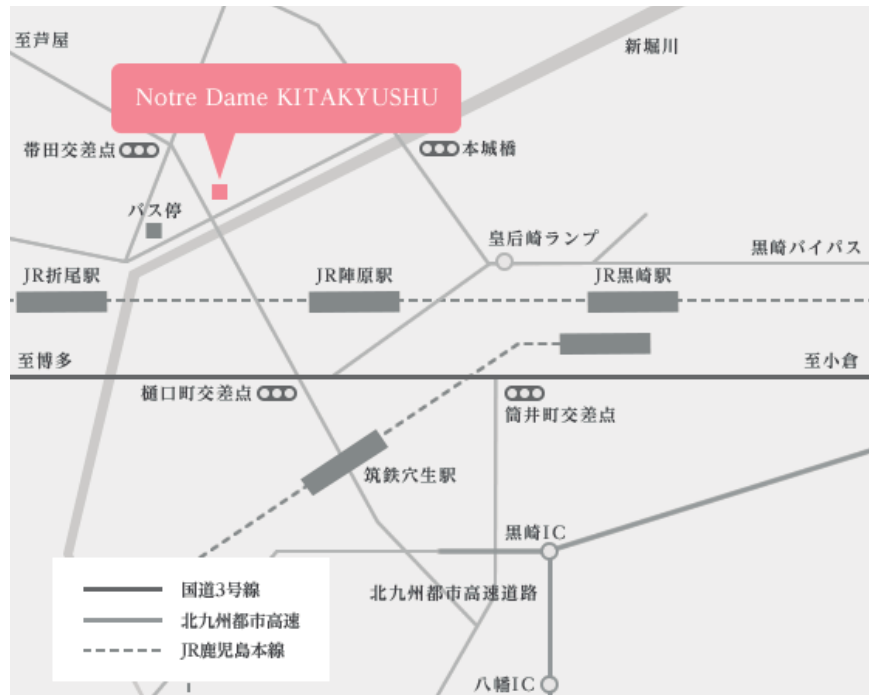 至芦屋
新堀川
Notre Dame KITAKYUSHU
帯田交差点
本城橋
バス停
皇后崎ランプ
黒崎バイパス
JR折尾駅
JR陣原駅
JR黒崎駅
至博多
至小倉
樋口町交差点
筒井町交差点
筑鉄穴生駅
黒崎IC
国道3号線
北九州都市高速道路
北九州都市高速
JR鹿児島本線
八幡IC